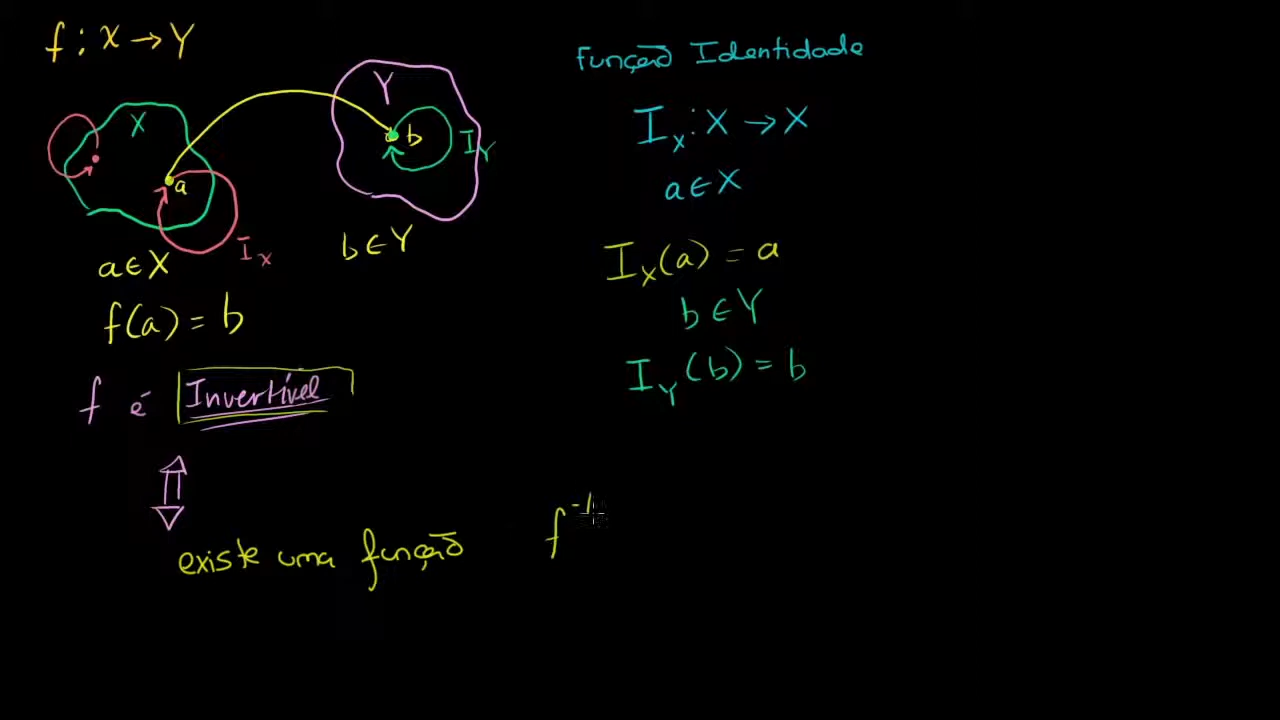 f : X → Y
X
a
I_X
Y
b
I_Y
a ∈ X
b ∈ Y
f(a) = b
f é Invertível
⇕
existe uma função f⁻¹
Função Identidade
I_X : X → X
a ∈ X
I_X(a) = a
b ∈ Y
I_Y(b) = b